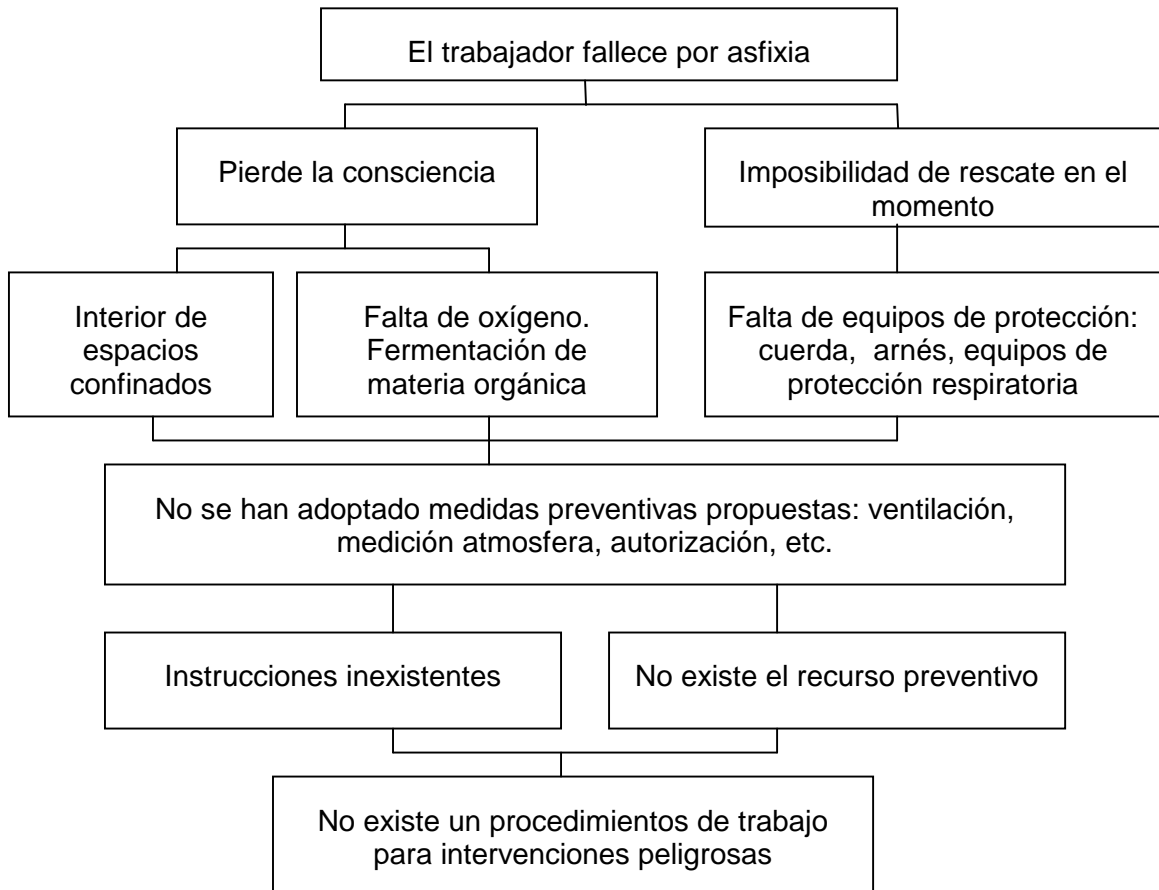 El trabajador fallece por asfixia
Pierde la consciencia
Imposibilidad de rescate en el
momento
Interior de
espacios
confinados
Falta de oxígeno.
Fermentación de
materia orgánica
Falta de equipos de protección:
cuerda, arnés, equipos de
protección respiratoria
No se han adoptado medidas preventivas propuestas: ventilación,
medición atmosfera, autorización, etc.
Instrucciones inexistentes
No existe el recurso preventivo
No existe un procedimientos de trabajo
para intervenciones peligrosas